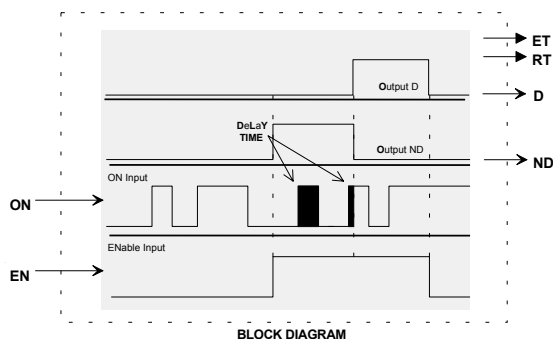 ET
RT
Output D
D
DeLaY
TIME
Output ND
ND
ON Input
ON
ENable Input
EN
BLOCK DIAGRAM